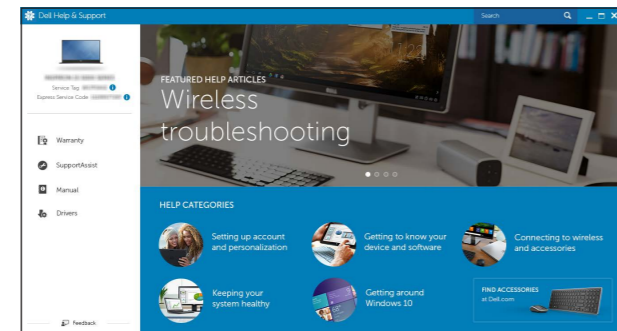 Dell Help & Support
Search
Service Tag:
Express Service Code:
Warranty
SupportAssist
Manual
Drivers
Feedback
FEATURED HELP ARTICLES
Wireless
troubleshooting
HELP CATEGORIES
Setting up account
and personalization
Getting to know your
device and software
Connecting to wireless
and accessories
Keeping your
system healthy
Getting around
Windows 10
FIND ACCESSORIES
at Dell.com